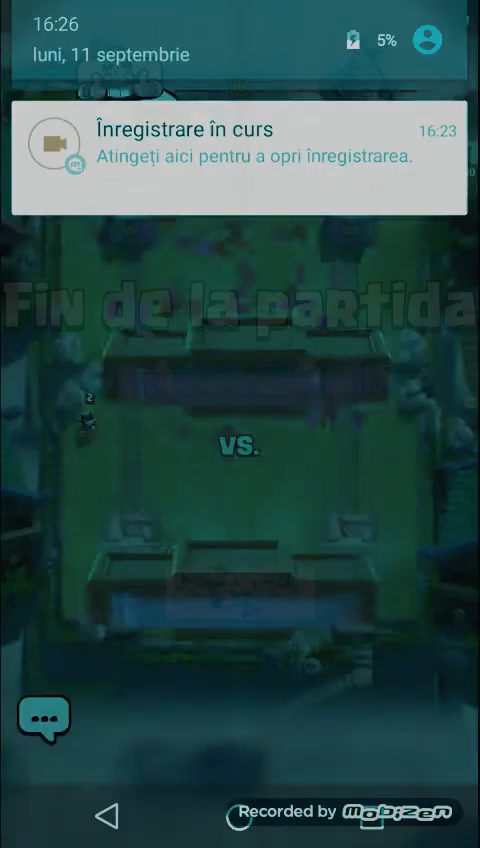 16:26
luni, 11 septembrie
5%
Înregistrare în curs
16:23
Atingeți aici pentru a opri înregistrarea.
Fin de la partida
2
vs.
Recorded by mobizen